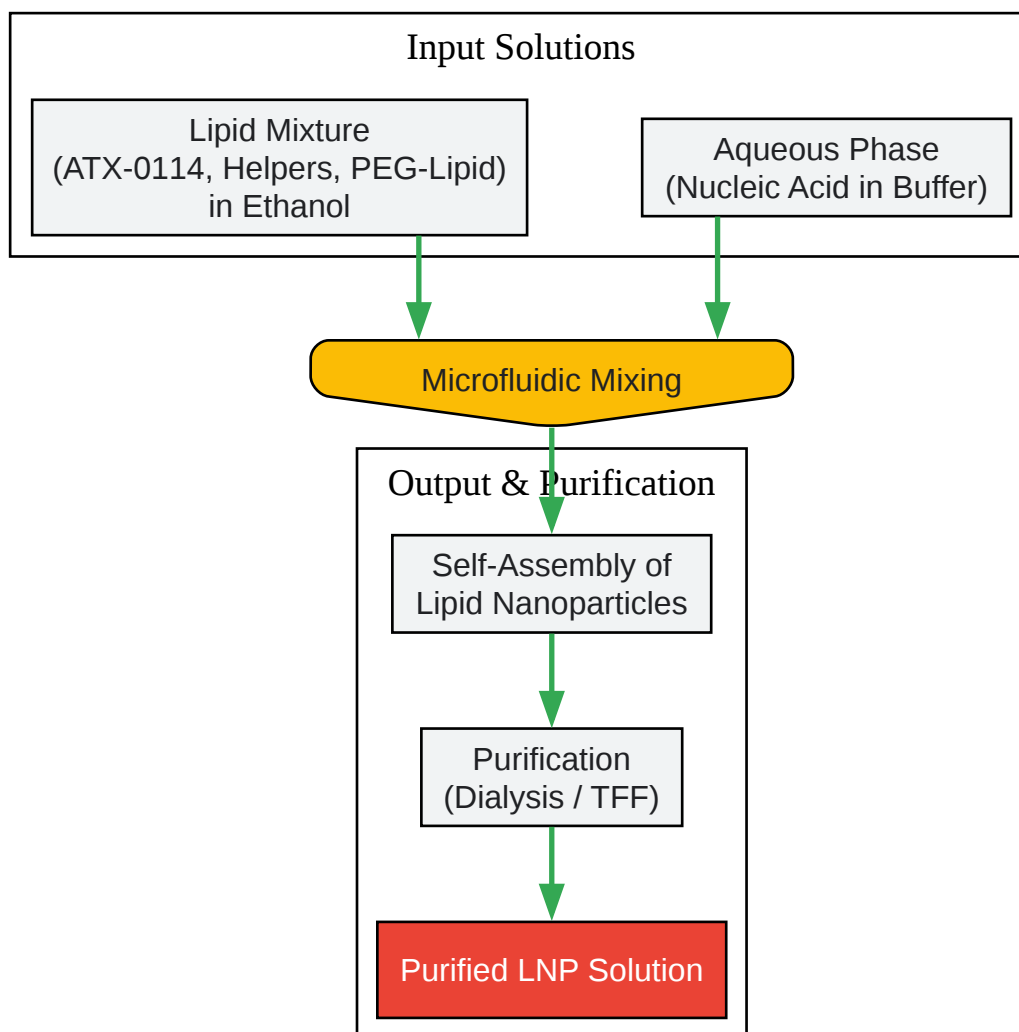 Input Solutions
Lipid Mixture
(ATX-0114, Helpers, PEG-Lipid)
in Ethanol
Aqueous Phase
(Nucleic Acid in Buffer)
Microfluidic Mixing
Output & Purification
Self-Assembly of
Lipid Nanoparticles
Purification
(Dialysis / TFF)
Purified LNP Solution